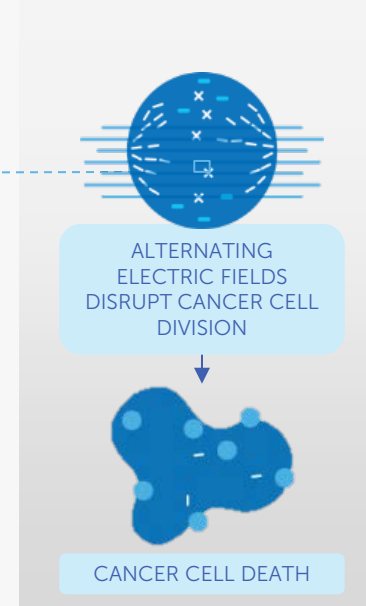 ALTERNATING
ELECTRIC FIELDS
DISRUPT CANCER CELL
DIVISION
CANCER CELL DEATH